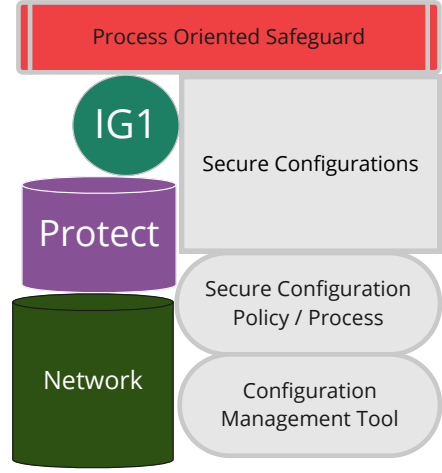 Process Oriented Safeguard
IG1
Secure Configurations
Protect
Secure Configuration
Policy / Process
Network
Configuration
Management Tool